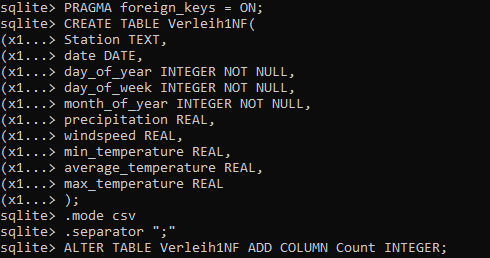 sqlite> PRAGMA foreign_keys = ON;
sqlite> CREATE TABLE Verleih1NF(
(x1...> Station TEXT,
(x1...> date DATE,
(x1...> day_of_year INTEGER NOT NULL,
(x1...> day_of_week INTEGER NOT NULL,
(x1...> month_of_year INTEGER NOT NULL,
(x1...> precipitation REAL,
(x1...> windspeed REAL,
(x1...> min_temperature REAL,
(x1...> average_temperature REAL,
(x1...> max_temperature REAL
(x1...> );
sqlite> .mode csv
sqlite> .separator ";"
sqlite> ALTER TABLE Verleih1NF ADD COLUMN Count INTEGER;